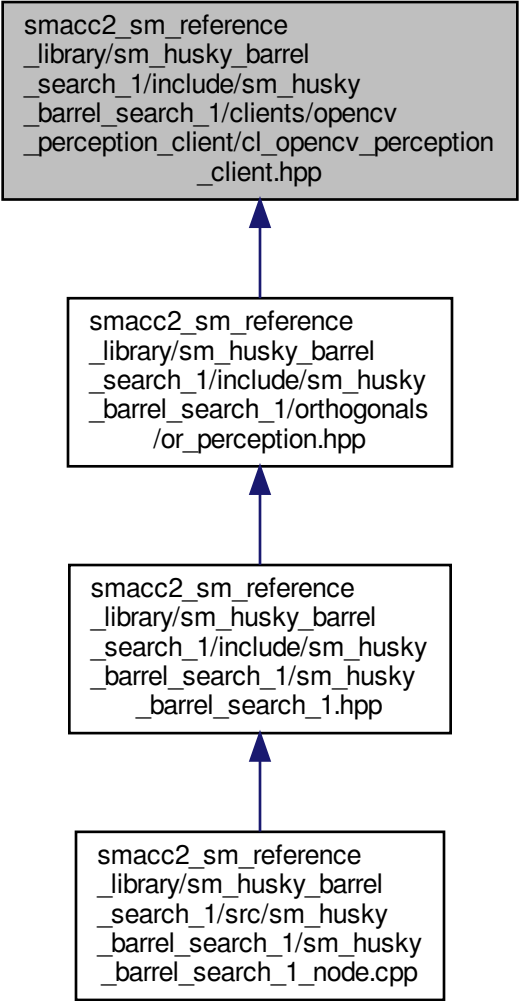 smacc2_sm_reference
_library/sm_husky_barrel
_search_1/include/sm_husky
_barrel_search_1/clients/opencv
_perception_client/cl_opencv_perception
_client.hpp
smacc2_sm_reference
_library/sm_husky_barrel
_search_1/include/sm_husky
_barrel_search_1/orthogonals
/or_perception.hpp
smacc2_sm_reference
_library/sm_husky_barrel
_search_1/include/sm_husky
_barrel_search_1/sm_husky
_barrel_search_1.hpp
smacc2_sm_reference
_library/sm_husky_barrel
_search_1/src/sm_husky
_barrel_search_1/sm_husky
_barrel_search_1_node.cpp